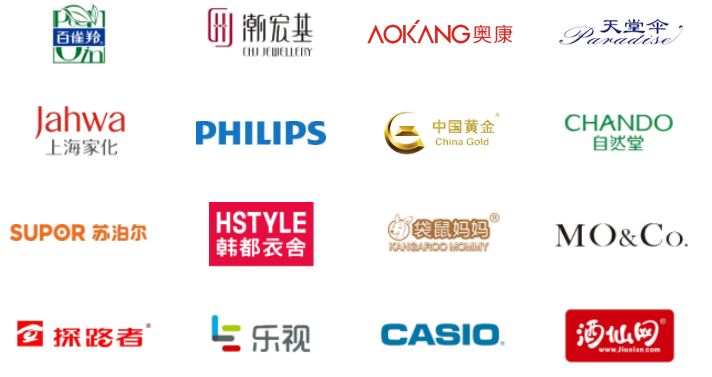 百雀羚
潮宏基
CHJ JEWELLERY
AOKANG奥康
天堂伞
Paradise
Jahwa
上海家化
PHILIPS
中国黄金
China Gold
CHANDO
自然堂
SUPOR 苏泊尔
HSTYLE
韩都衣舍
袋鼠妈妈®
KANGAROO MOMMY
MO&Co.
探路者
乐视
CASIO
酒仙网
www.Jiuxian.com